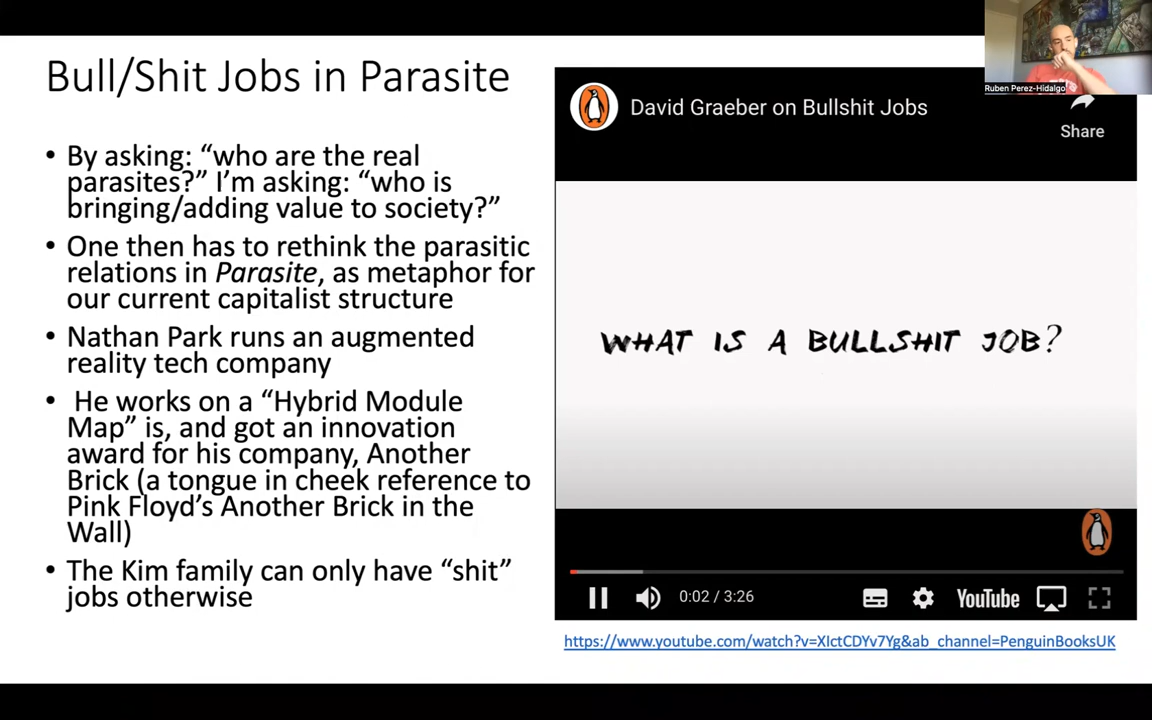 Bull/Shit Jobs in Parasite
• By asking: “who are the real
parasites?” I’m asking: “who is
bringing/adding value to society?”
• One then has to rethink the parasitic
relations in Parasite, as metaphor for
our current capitalist structure
• Nathan Park runs an augmented
reality tech company
• He works on a “Hybrid Module
Map” is, and got an innovation
award for his company, Another
Brick (a tongue in cheek reference to
Pink Floyd’s Another Brick in the
Wall)
• The Kim family can only have “shit”
jobs otherwise
David Graeber on Bullshit Jobs
Share
WHAT IS A BULLSHIT JOB?
0:02 / 3:26
YouTube
https://www.youtube.com/watch?v=XIctCDYv7Yg&ab_channel=PenguinBooksUK
Ruben Perez-Hidalgo